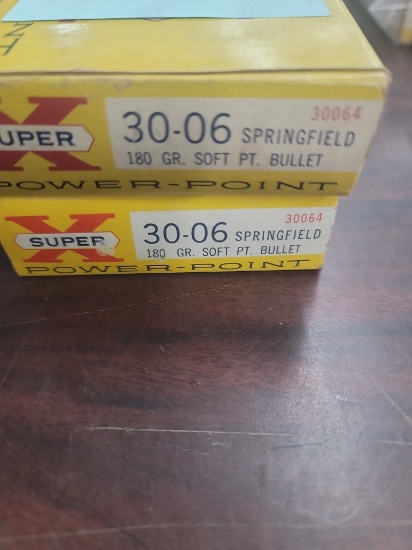 30064
X
SUPER
30-06 SPRINGFIELD
180 GR. SOFT PT. BULLET
POWER-POINT
30064
X
SUPER
30-06 SPRINGFIELD
180 GR. SOFT PT. BULLET
POWER-POINT